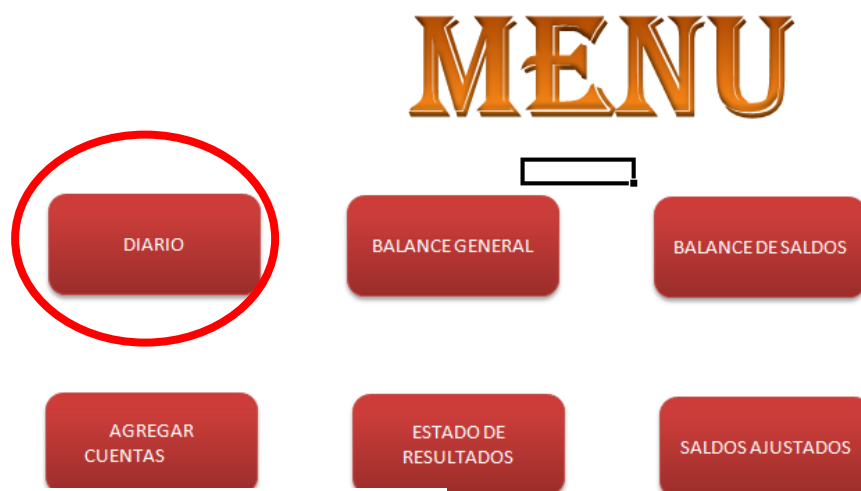 MENU
DIARIO
BALANCE GENERAL
BALANCE DE SALDOS
AGREGAR
CUENTAS
ESTADO DE
RESULTADOS
SALDOS AJUSTADOS